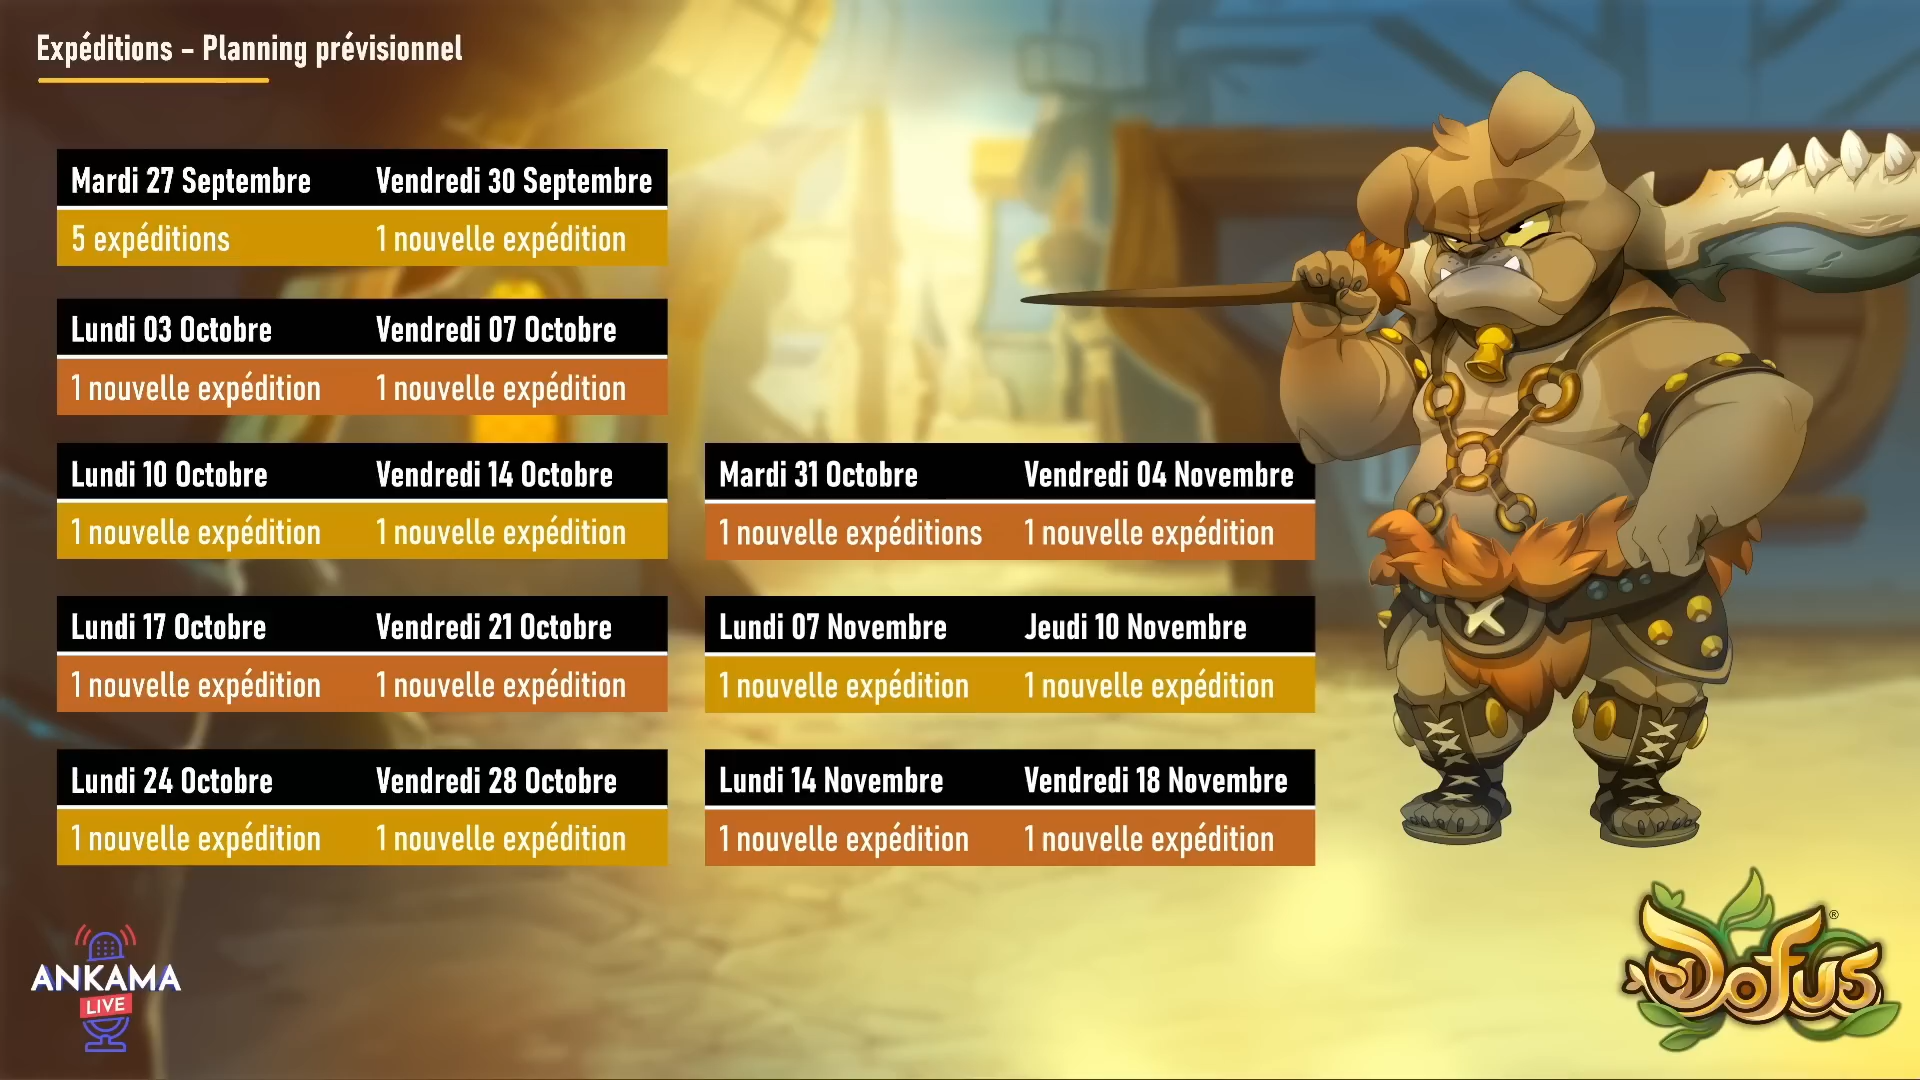 Expéditions - Planning prévisionnel
Mardi 27 Septembre Vendredi 30 Septembre
5 expéditions 1 nouvelle expédition
Lundi 03 Octobre Vendredi 07 Octobre
1 nouvelle expédition 1 nouvelle expédition
Lundi 10 Octobre Vendredi 14 Octobre
1 nouvelle expédition 1 nouvelle expédition
Lundi 17 Octobre Vendredi 21 Octobre
1 nouvelle expédition 1 nouvelle expédition
Lundi 24 Octobre Vendredi 28 Octobre
1 nouvelle expédition 1 nouvelle expédition
Mardi 31 Octobre Vendredi 04 Novembre
1 nouvelle expéditions 1 nouvelle expédition
Lundi 07 Novembre Jeudi 10 Novembre
1 nouvelle expédition 1 nouvelle expédition
Lundi 14 Novembre Vendredi 18 Novembre
1 nouvelle expédition 1 nouvelle expédition
ANKAMA
LIVE
DOFUS®